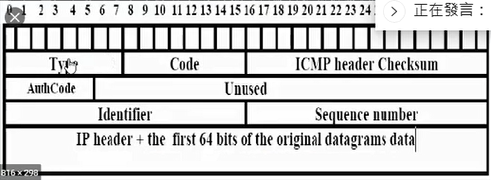 0 1 2 3 4 5 6 7 8 9 10 11 12 13 14 15 16 17 18 19 20 21 22 23 24
正在發言：
Type Code ICMP header Checksum
AuthCode Unused
Identifier Sequence number
IP header + the first 64 bits of the original datagrams data
816 × 298